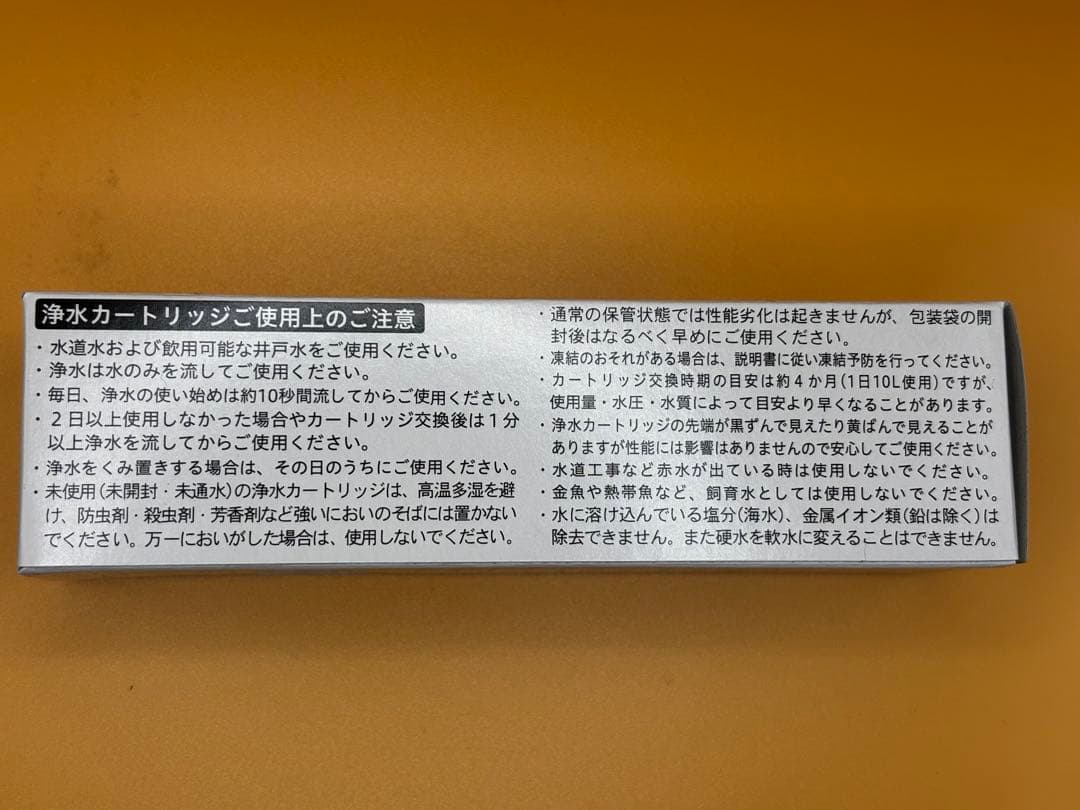 浄水カートリッジご使用上のご注意
・水道水および飲用可能な井戸水をご使用ください。
・浄水は水のみを流してご使用ください。
・毎日、浄水の使い始めは約10秒間流してからご使用ください。
・２日以上使用しなかった場合やカートリッジ交換後は１分
以上浄水を流してからご使用ください。
・浄水をくみ置きする場合は、その日のうちにご使用ください。
・未使用(未開封・未通水)の浄水カートリッジは、高温多湿を避
け、防虫剤・殺虫剤・芳香剤など強いにおいのそばには置かない
でください。万一においがした場合は、使用しないでください。
・通常の保管状態では性能劣化は起きませんが、包装袋の開
封後はなるべく早めにご使用ください。
・凍結のおそれがある場合は、説明書に従い凍結予防を行ってください。
・カートリッジ交換時期の目安は約４か月(1日10L使用)ですが、
使用量・水圧・水質によって目安より早くなることがあります。
・浄水カートリッジの先端が黒ずんで見えたり黄ばんで見えることが
ありますが性能には影響はありませんので安心してご使用ください。
・水道工事など赤水が出ている時は使用しないでください。
・金魚や熱帯魚など、飼育水としては使用しないでください。
・水に溶け込んでいる塩分(海水)、金属イオン類(鉛は除く)は
除去できません。また硬水を軟水に変えることはできません。